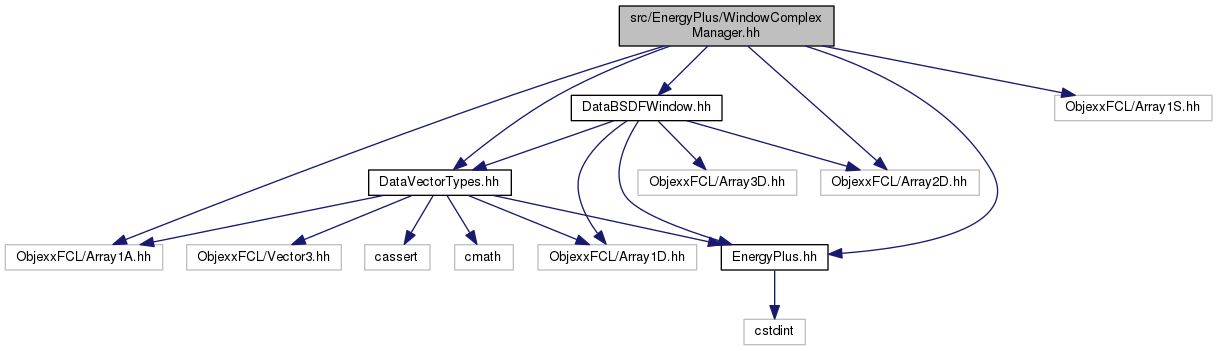 src/EnergyPlus/WindowComplex
Manager.hh
DataBSDFWindow.hh
ObjexxFCL/Array1S.hh
DataVectorTypes.hh
ObjexxFCL/Array3D.hh
ObjexxFCL/Array2D.hh
ObjexxFCL/Array1A.hh
ObjexxFCL/Vector3.hh
cassert
cmath
ObjexxFCL/Array1D.hh
EnergyPlus.hh
cstdint